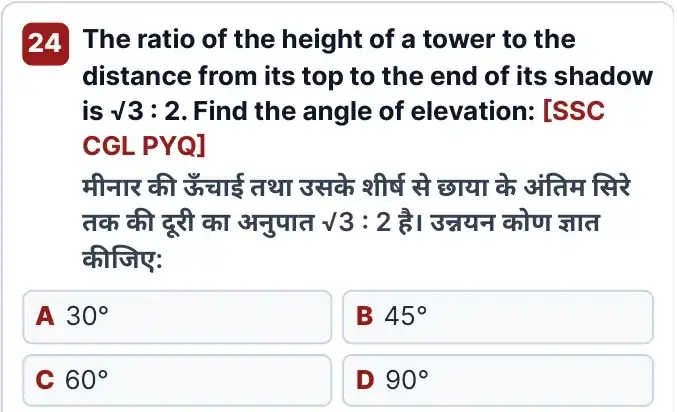 24 The ratio of the height of a tower to the
distance from its top to the end of its shadow
is √3 : 2. Find the angle of elevation: [SSC
CGL PYQ]
मीनार की ऊँचाई तथा उसके शीर्ष से छाया के अंतिम सिरे
तक की दूरी का अनुपात √3 : 2 है। उन्नयन कोण ज्ञात
कीजिए:
A 30°
B 45°
C 60°
D 90°